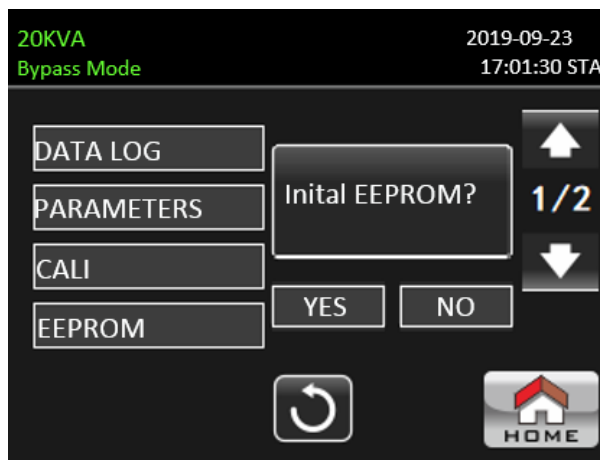 20KVA
2019-09-23
Bypass Mode
17:01:30 STA
DATA LOG
PARAMETERS
CALI
EEPROM
Inital EEPROM?
YES
NO
1/2
HOME